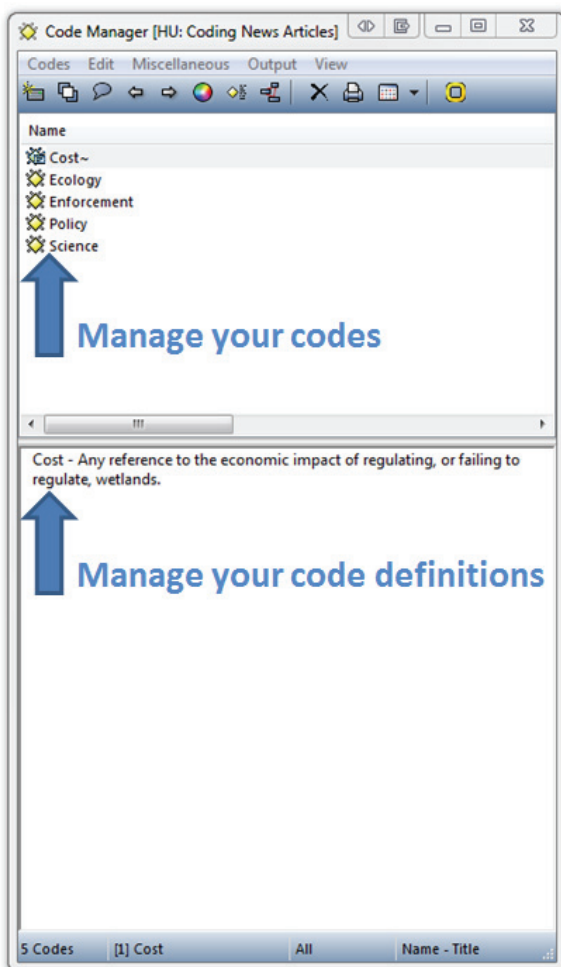 Code Manager [HU: Coding News Articles]
Codes Edit Miscellaneous Output View
Name
Cost~
Ecology
Enforcement
Policy
Science
Manage your codes
Cost - Any reference to the economic impact of regulating, or failing to
regulate, wetlands.
Manage your code definitions
5 Codes [1] Cost All Name - Title